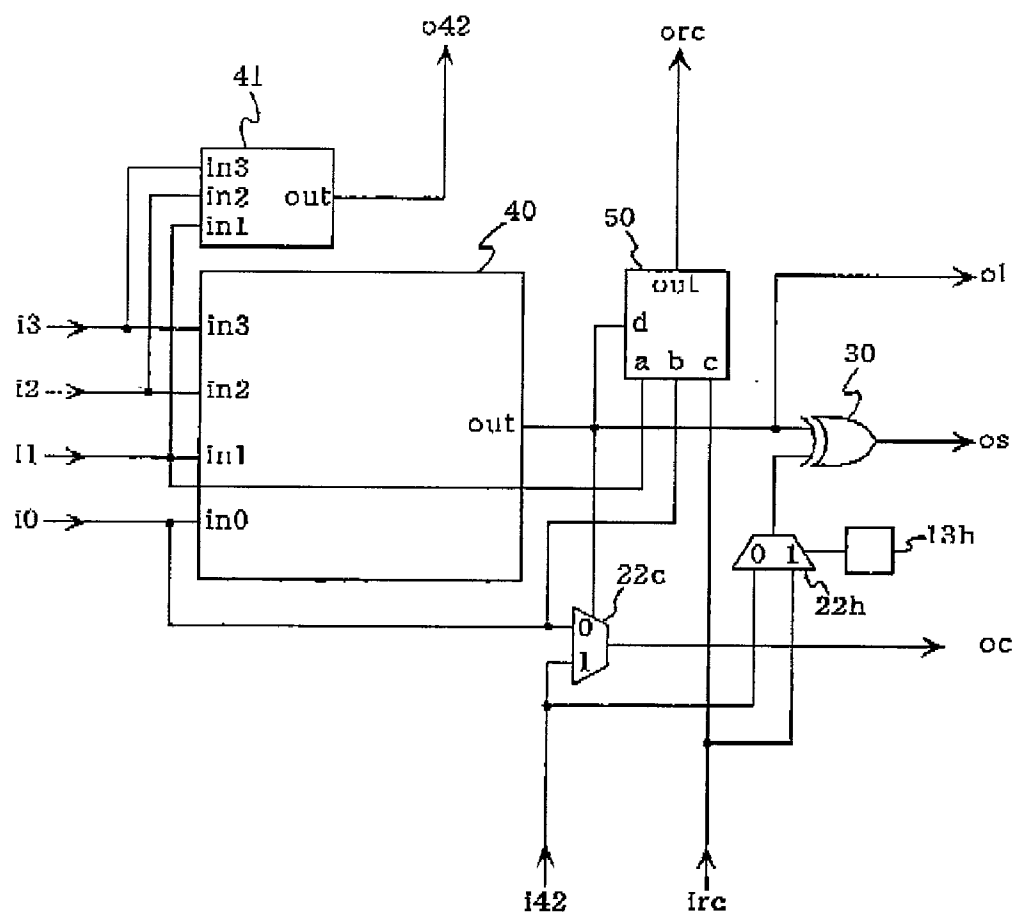 o42
orc
41
in3
in2
out
in1
40
50
out
ol
i3
in3
d
30
a b c
i2
in2
out
os
i1
in1
i0
in0
13h
0 1
22c
22h
0
oc
1
i42
irc